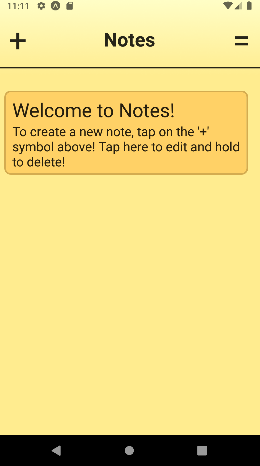 11:11
Notes
Welcome to Notes!
To create a new note, tap on the '+'
symbol above! Tap here to edit and hold
to delete!